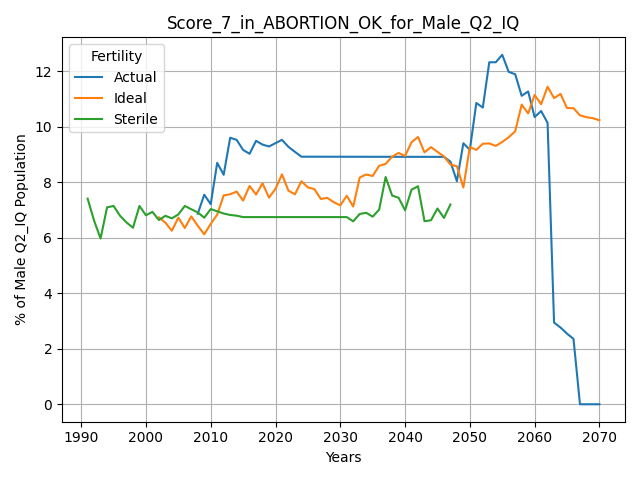 Score_7_in_ABORTION_OK_for_Male_Q2_IQ
Fertility
Actual
Ideal
Sterile
% of Male Q2_IQ Population
12
10
8
6
4
2
0
1990 2000 2010 2020 2030 2040 2050 2060 2070
Years